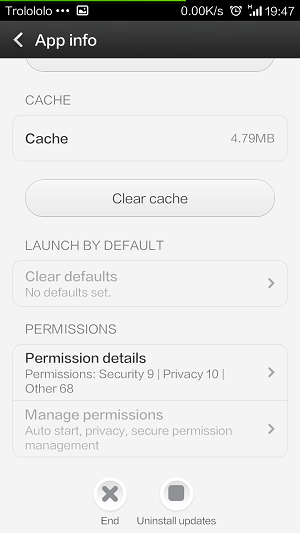 Trolololo ••• 0.00K/s 19:47
App info
CACHE
Cache 4.79MB
Clear cache
LAUNCH BY DEFAULT
Clear defaults
No defaults set.
PERMISSIONS
Permission details
Permissions: Security 9 | Privacy 10 |
Other 68
Manage permissions
Auto start, privacy, secure permission
management
End Uninstall updates